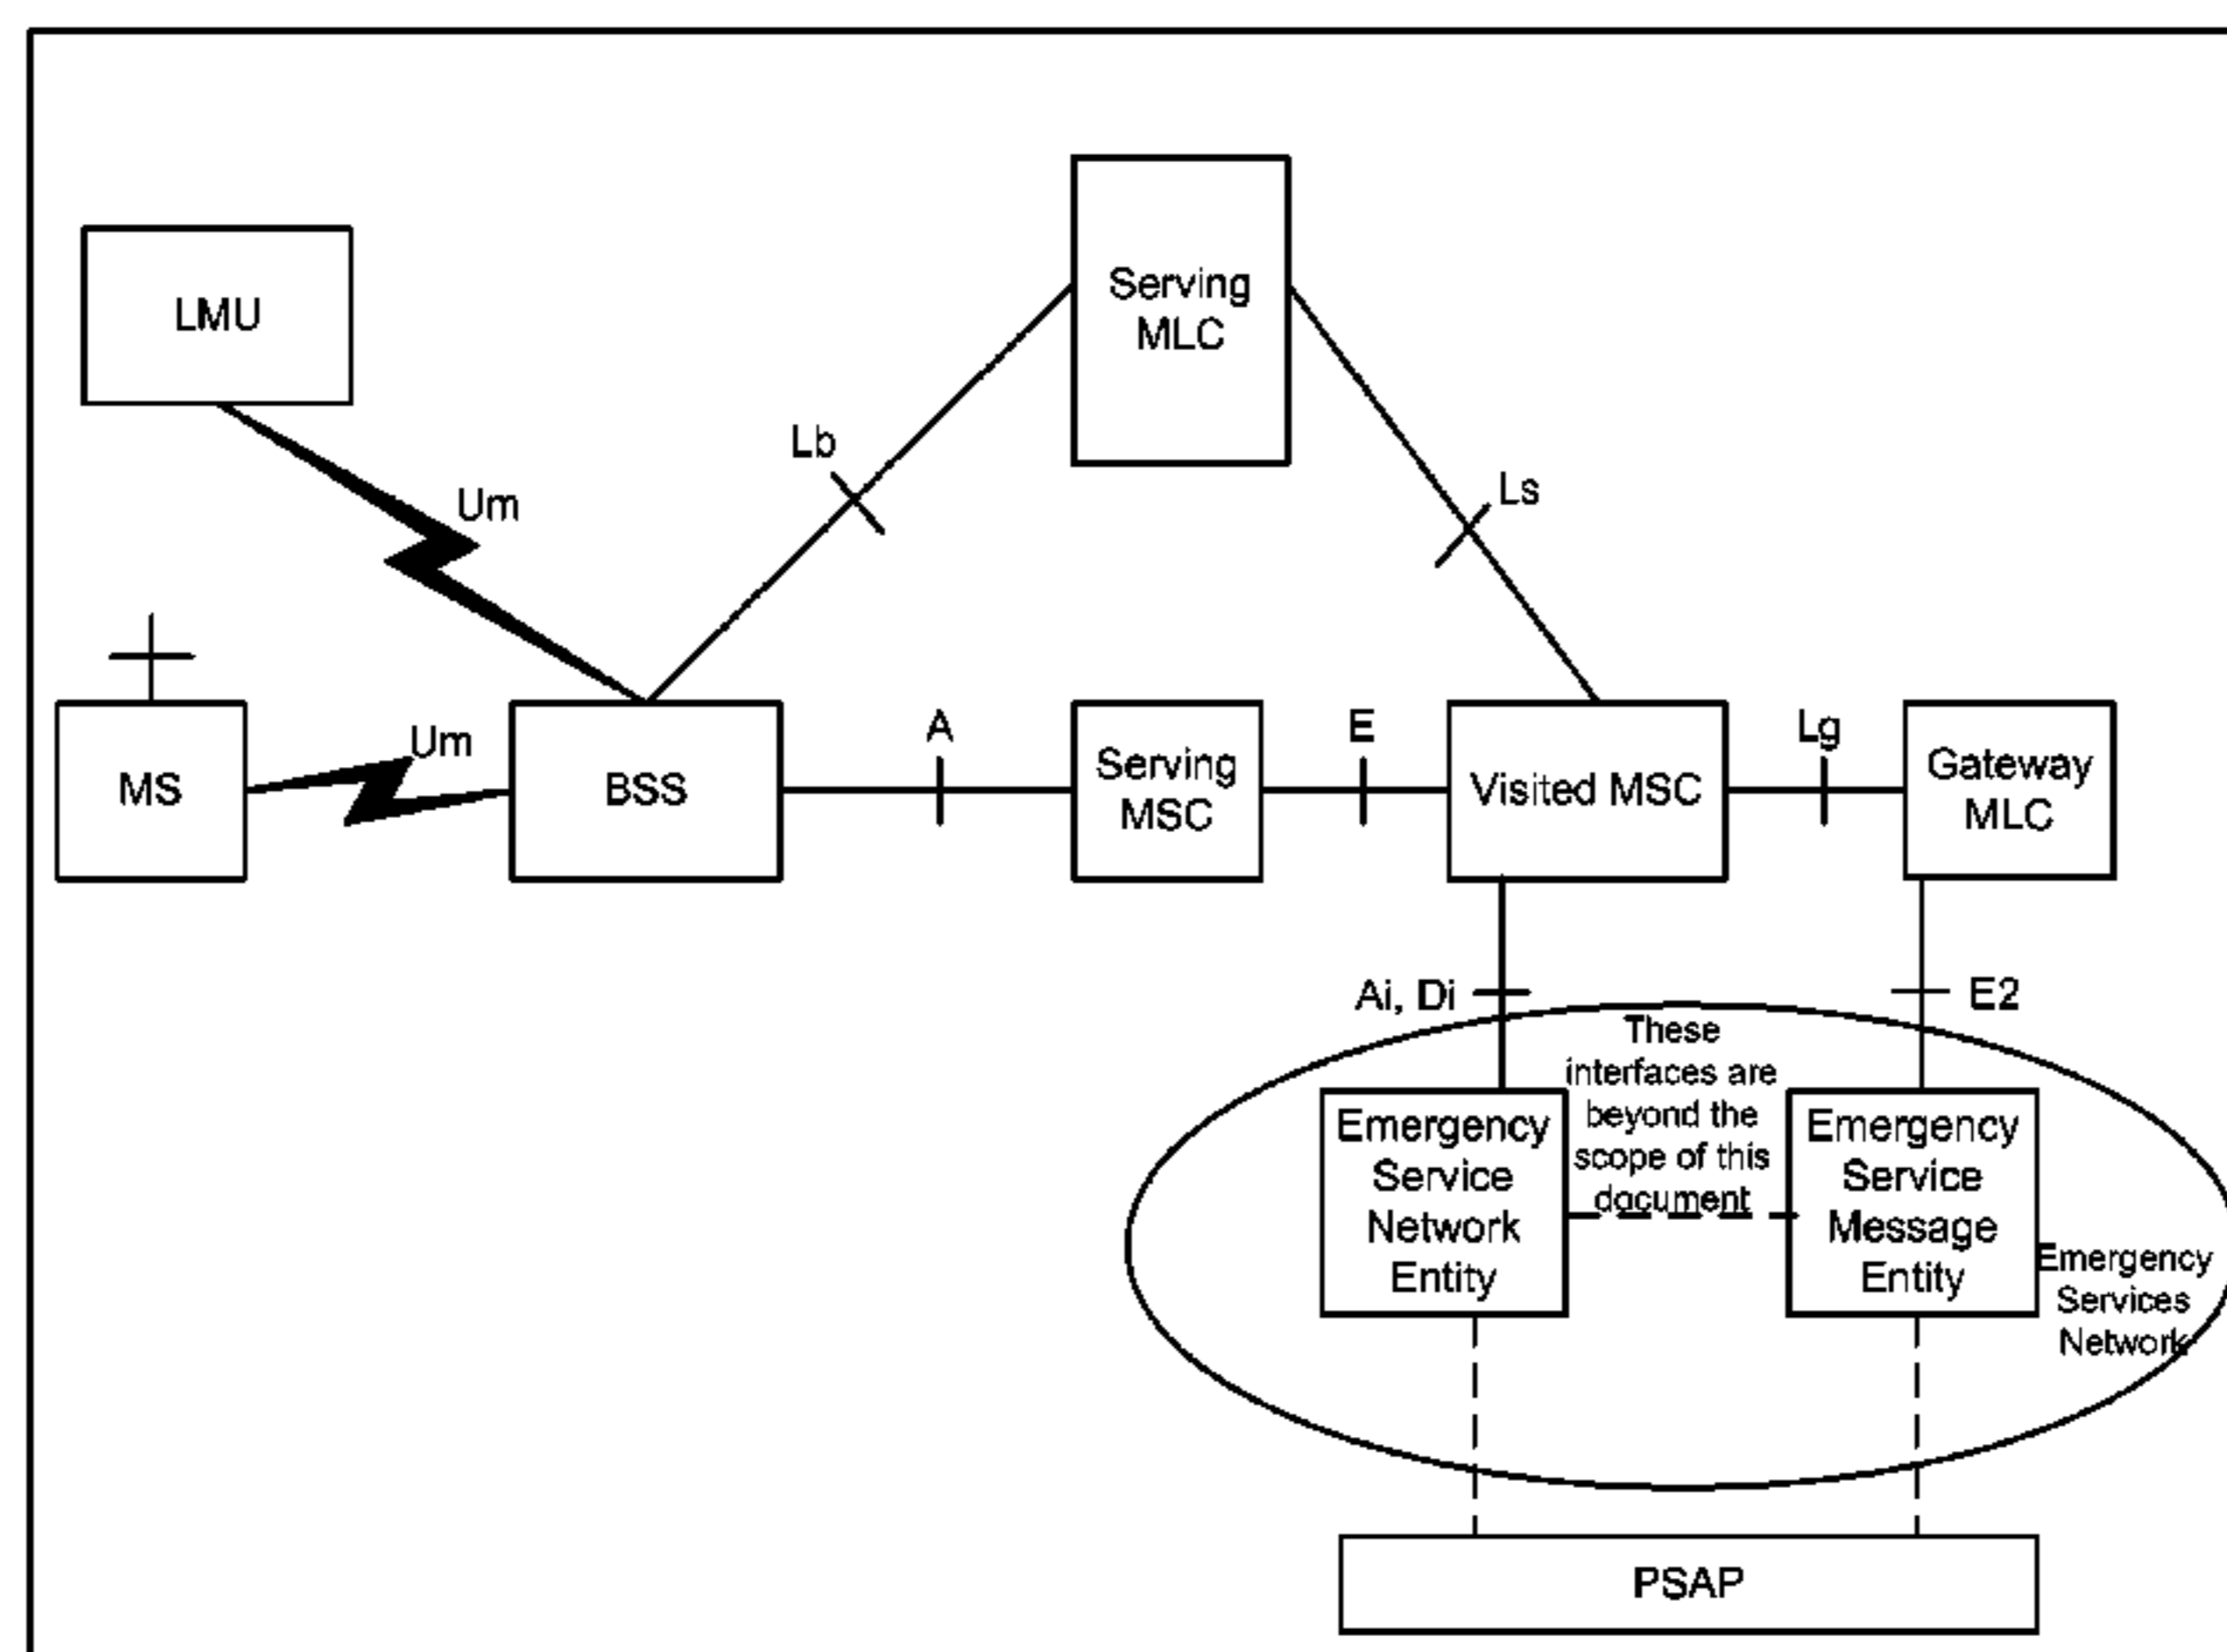 LMU
Serving
MLC
Lb
Um
Ls
MS
Um
BSS
A
Serving
MSC
E
Visited MSC
Lg
Gateway
MLC
Ai, Di
E2
These
interfaces are
beyond the
scope of this
document
Emergency
Service
Network
Entity
Emergency
Service
Message
Entity
Emergency
Services
Network
PSAP